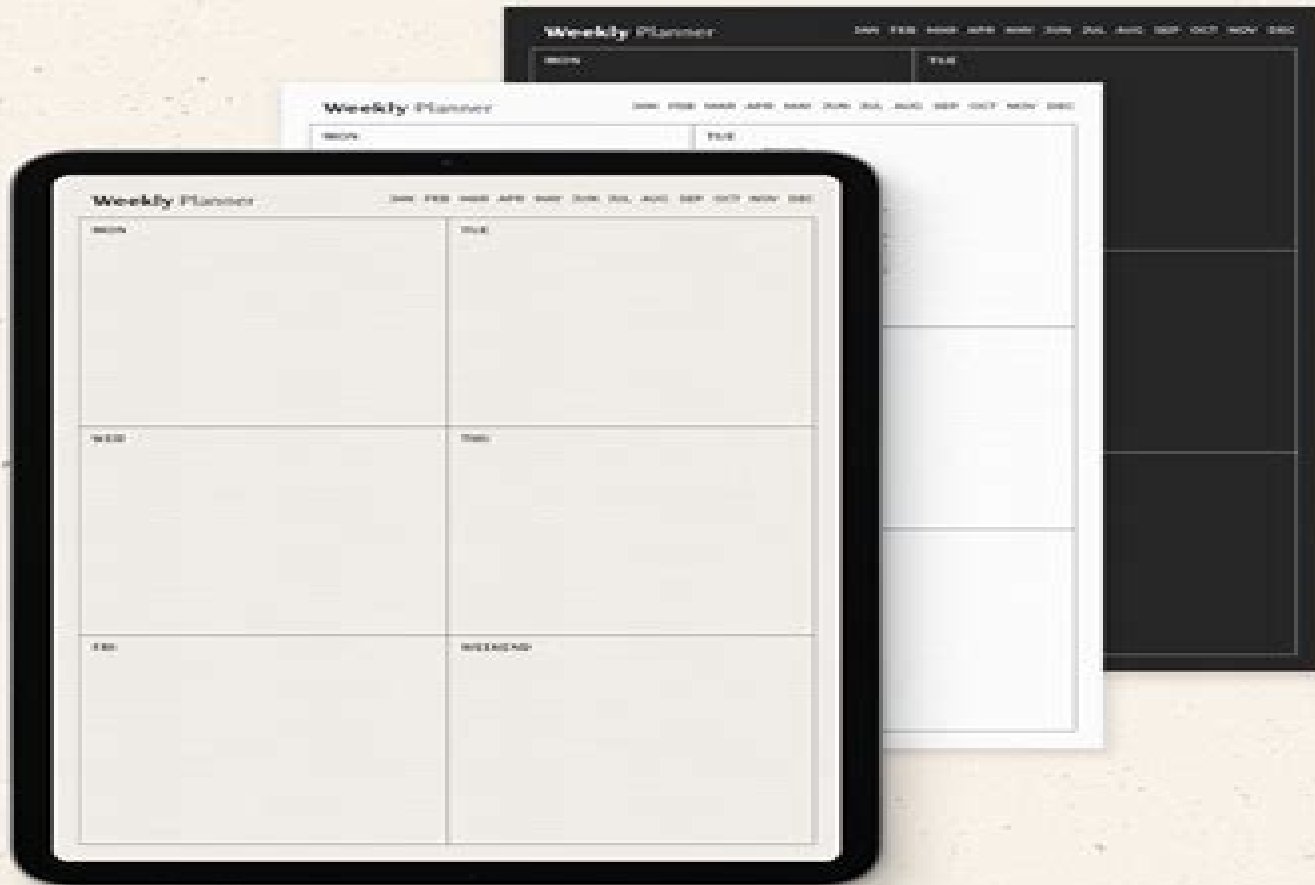 Weekly Planner JAN FEB MAR APR MAY JUN JUL AUG SEP OCT NOV DEC
MON TUE
Weekly Planner JAN FEB MAR APR MAY JUN JUL AUG SEP OCT NOV DEC
MON TUE
Weekly Planner JAN FEB MAR APR MAY JUN JUL AUG SEP OCT NOV DEC
MON TUE
WED THU
FRI WEEKEND